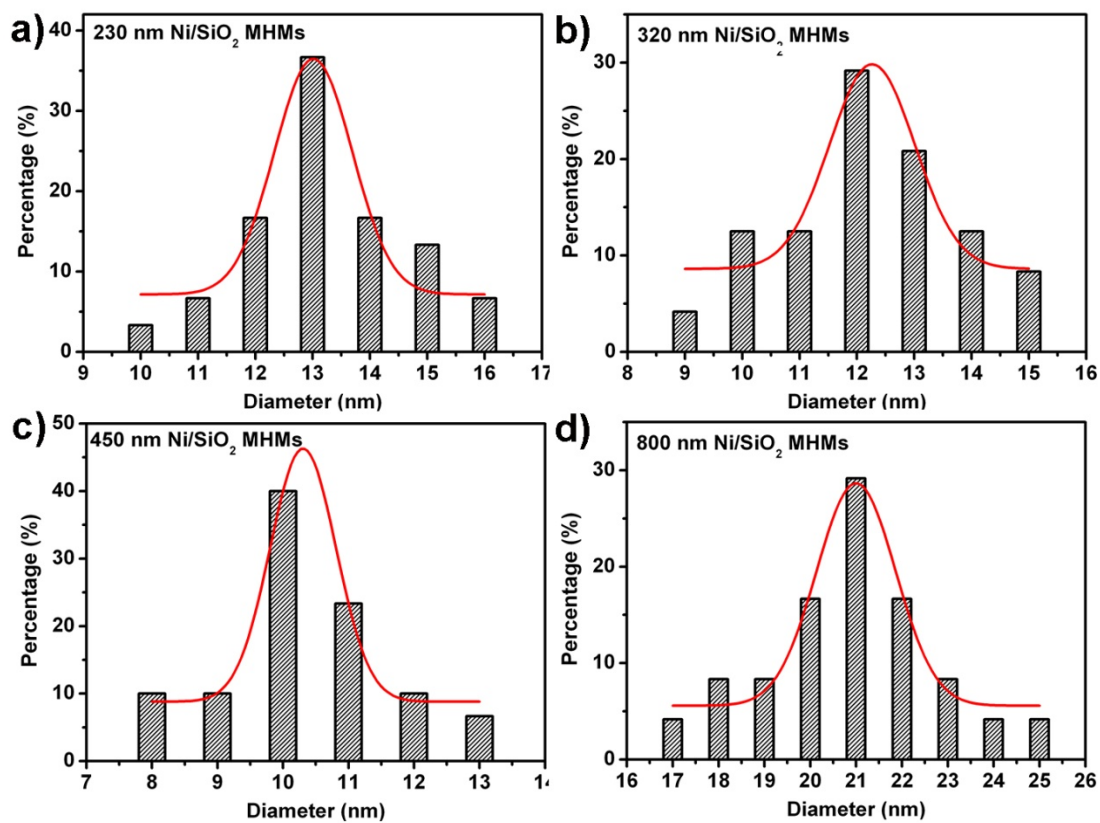 a)
230 nm Ni/SiO₂ MHMs
Percentage (%)
40
30
20
10
0
9 10 11 12 13 14 15 16 17
Diameter (nm)
b)
320 nm Ni/SiO₂ MHMs
Percentage (%)
30
20
10
0
8 9 10 11 12 13 14 15 16
Diameter (nm)
c)
450 nm Ni/SiO₂ MHMs
Percentage (%)
50
40
30
20
10
0
7 8 9 10 11 12 13 14
Diameter (nm)
d)
800 nm Ni/SiO₂ MHMs
Percentage (%)
30
20
10
0
16 17 18 19 20 21 22 23 24 25 26
Diameter (nm)